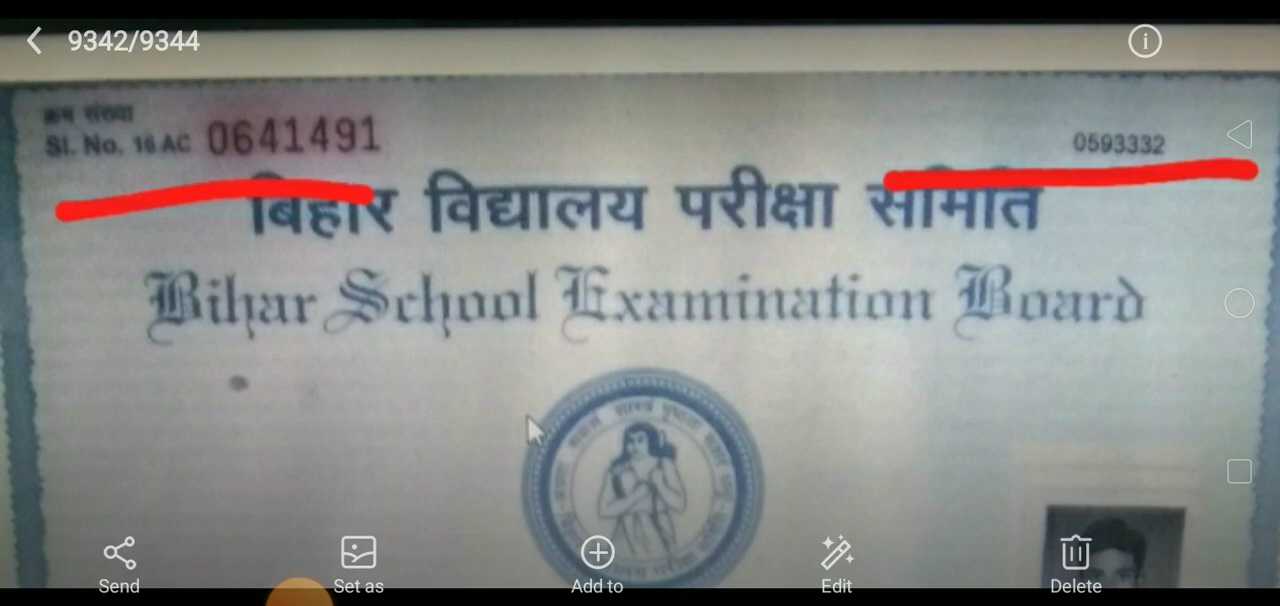 9342/9344
क्रम संख्या
Sl. No. 16 AC 0641491
0593332
बिहार विद्यालय परीक्षा समिति
Bihar School Examination Board
Send Set as Add to Edit Delete